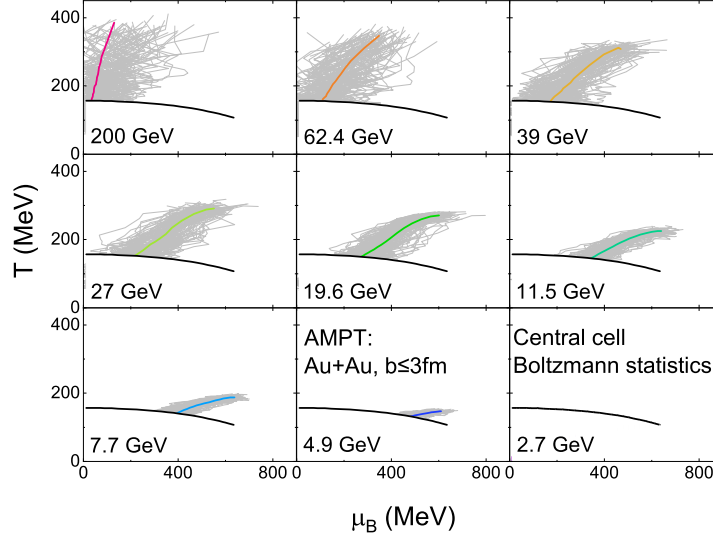 400
300
200
100
200 GeV
62.4 GeV
39 GeV
T (MeV)
400
200
0
27 GeV
19.6 GeV
11.5 GeV
400
200
0
7.7 GeV
AMPT:
Au+Au, b≤3fm
4.9 GeV
Central cell
Boltzmann statistics
2.7 GeV
0 400 800
0 400 800
0 400 800
μB (MeV)